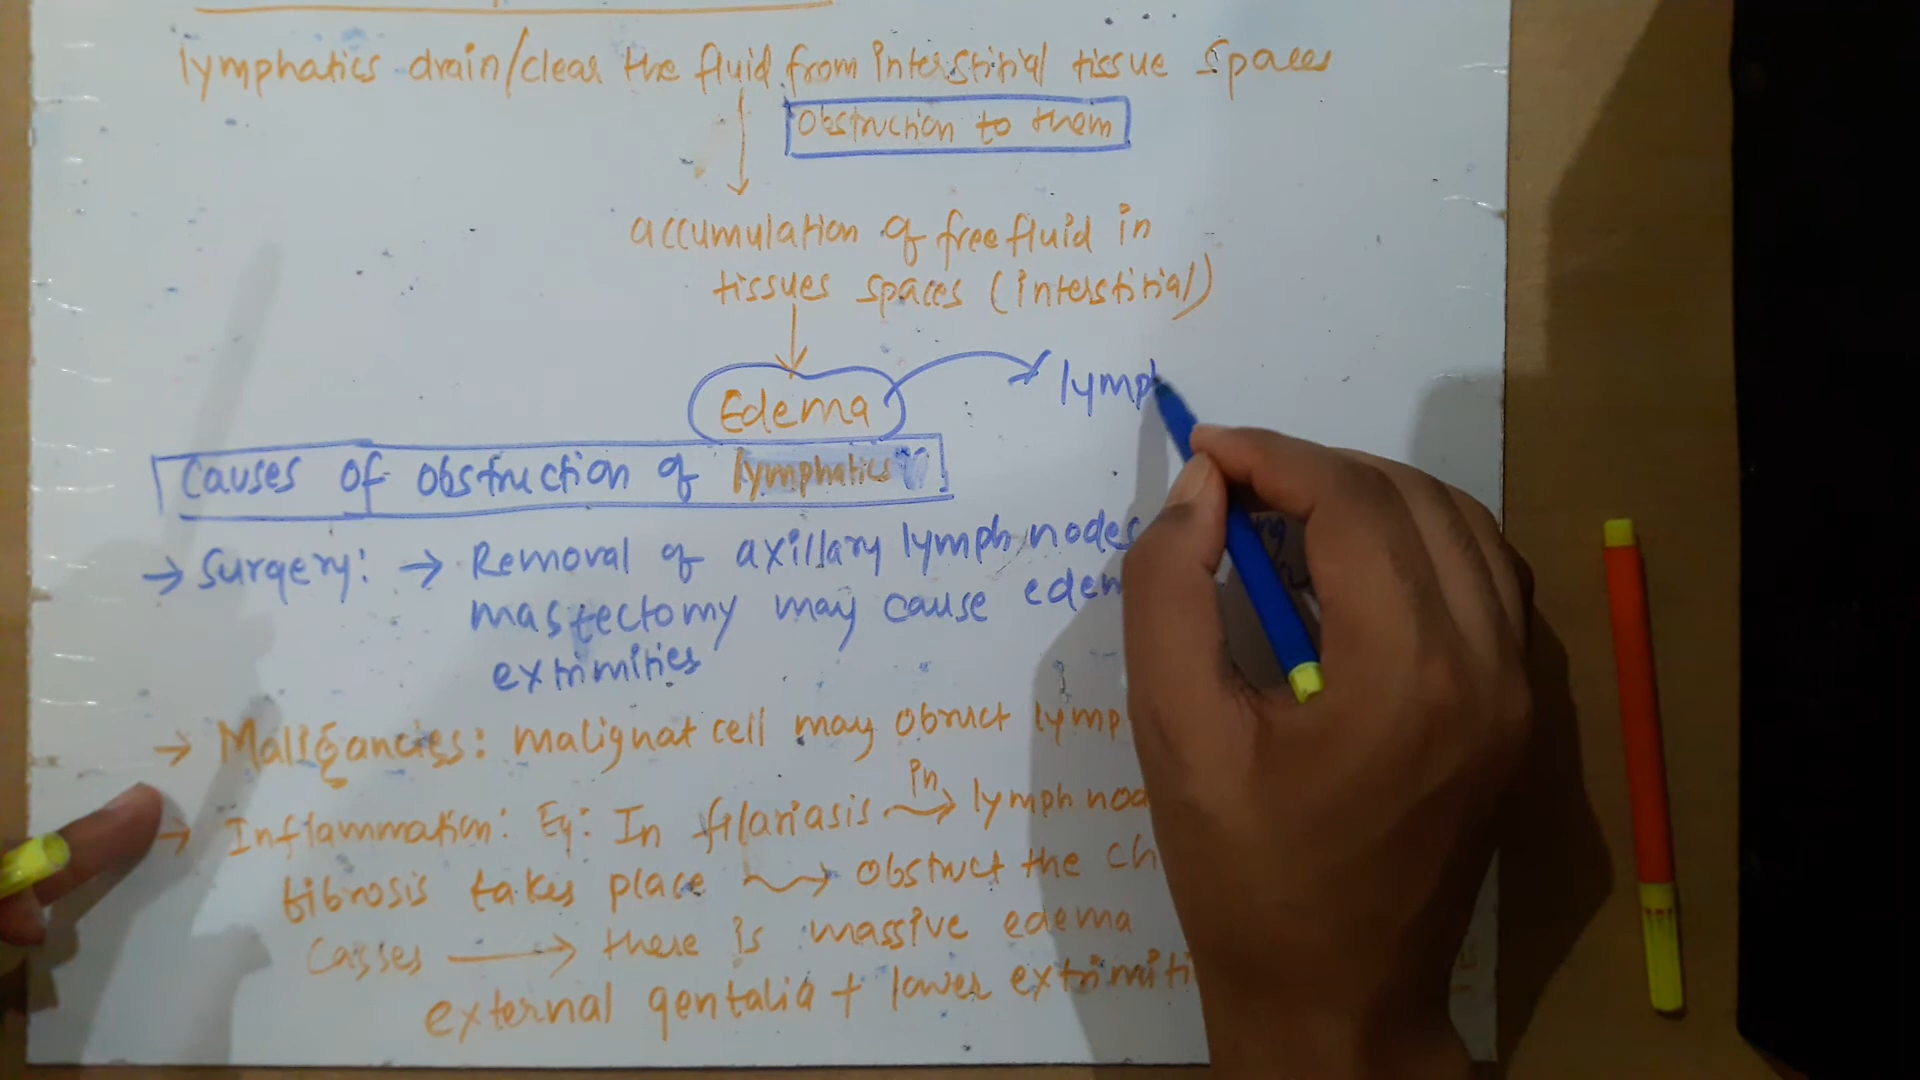 lymphatics drain/clear the fluid from interstitial tissue spaces
obstruction to them
accumulation of free fluid in
tissues spaces (interstitial)
Edema
lymph
Causes of obstruction of lymphatics
→ Surgery: → Removal of axillary lymph nodes
mastectomy may cause edem
extrimities
→ Maligancies: malignat cell may obruct lymp
→ Inflammation: Eg: In filariasis in → lymph nod
fibrosis takes place → obstruct the ch
Casses → there is massive edema
external gentalia + lower extrimiti